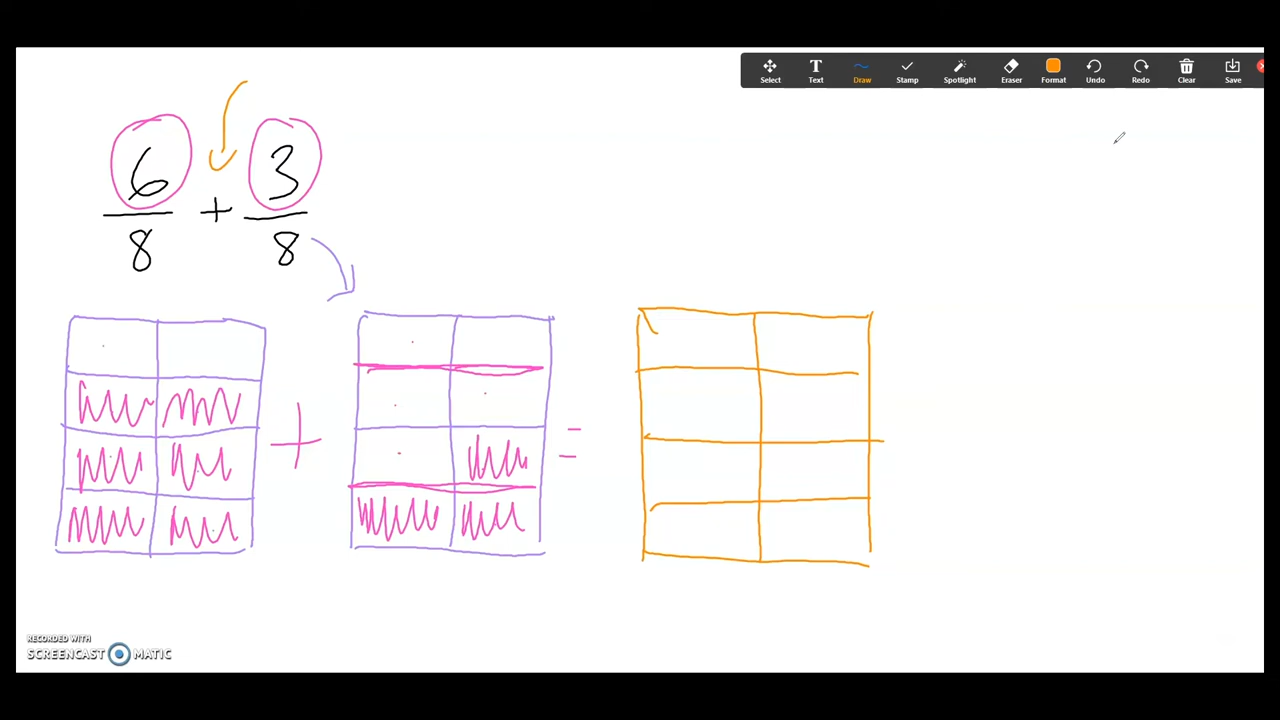 Select Text Draw Stamp Spotlight Eraser Format Undo Redo Clear Save
6 3
+
8 8
+ =
RECORDED WITH
SCREENCAST MATIC